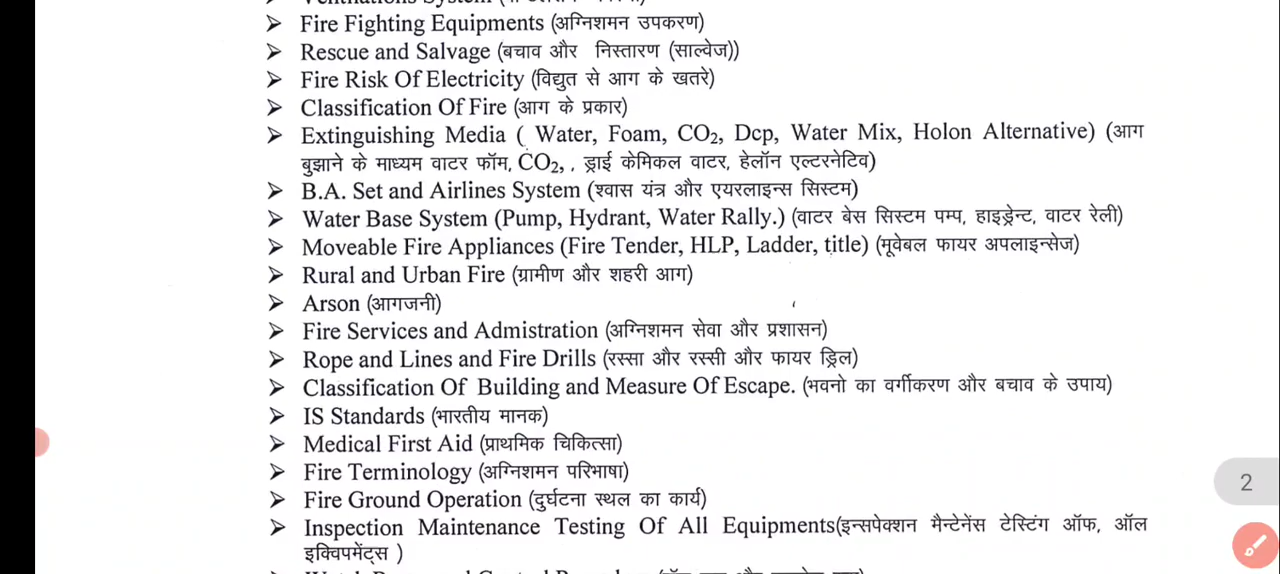 ➢ Fire Fighting Equipments (अग्निशमन उपकरण)
➢ Rescue and Salvage (बचाव और निस्तारण (साल्वेज))
➢ Fire Risk Of Electricity (विद्युत से आग के खतरे)
➢ Classification Of Fire (आग के प्रकार)
➢ Extinguishing Media ( Water, Foam, CO₂, Dcp, Water Mix, Holon Alternative) (आग
बुझाने के माध्यम वाटर फॉम, CO₂, , ड्राई केमिकल वाटर, हेलॉन एल्टरनेटिव)
➢ B.A. Set and Airlines System (श्वास यंत्र और एयरलाइन्स सिस्टम)
➢ Water Base System (Pump, Hydrant, Water Rally.) (वाटर बेस सिस्टम पम्प, हाइड्रेन्ट, वाटर रेली)
➢ Moveable Fire Appliances (Fire Tender, HLP, Ladder, title) (मूवेबल फायर अपलाइन्सेज)
➢ Rural and Urban Fire (ग्रामीण और शहरी आग)
➢ Arson (आगजनी)
➢ Fire Services and Admistration (अग्निशमन सेवा और प्रशासन)
➢ Rope and Lines and Fire Drills (रस्सा और रस्सी और फायर ड्रिल)
➢ Classification Of Building and Measure Of Escape. (भवनो का वर्गीकरण और बचाव के उपाय)
➢ IS Standards (भारतीय मानक)
➢ Medical First Aid (प्राथमिक चिकित्सा)
➢ Fire Terminology (अग्निशमन परिभाषा)
➢ Fire Ground Operation (दुर्घटना स्थल का कार्य)
➢ Inspection Maintenance Testing Of All Equipments(इन्सपेक्शन मैन्टेनेंस टेस्टिंग ऑफ, ऑल
इक्विपमेंट्स )
2